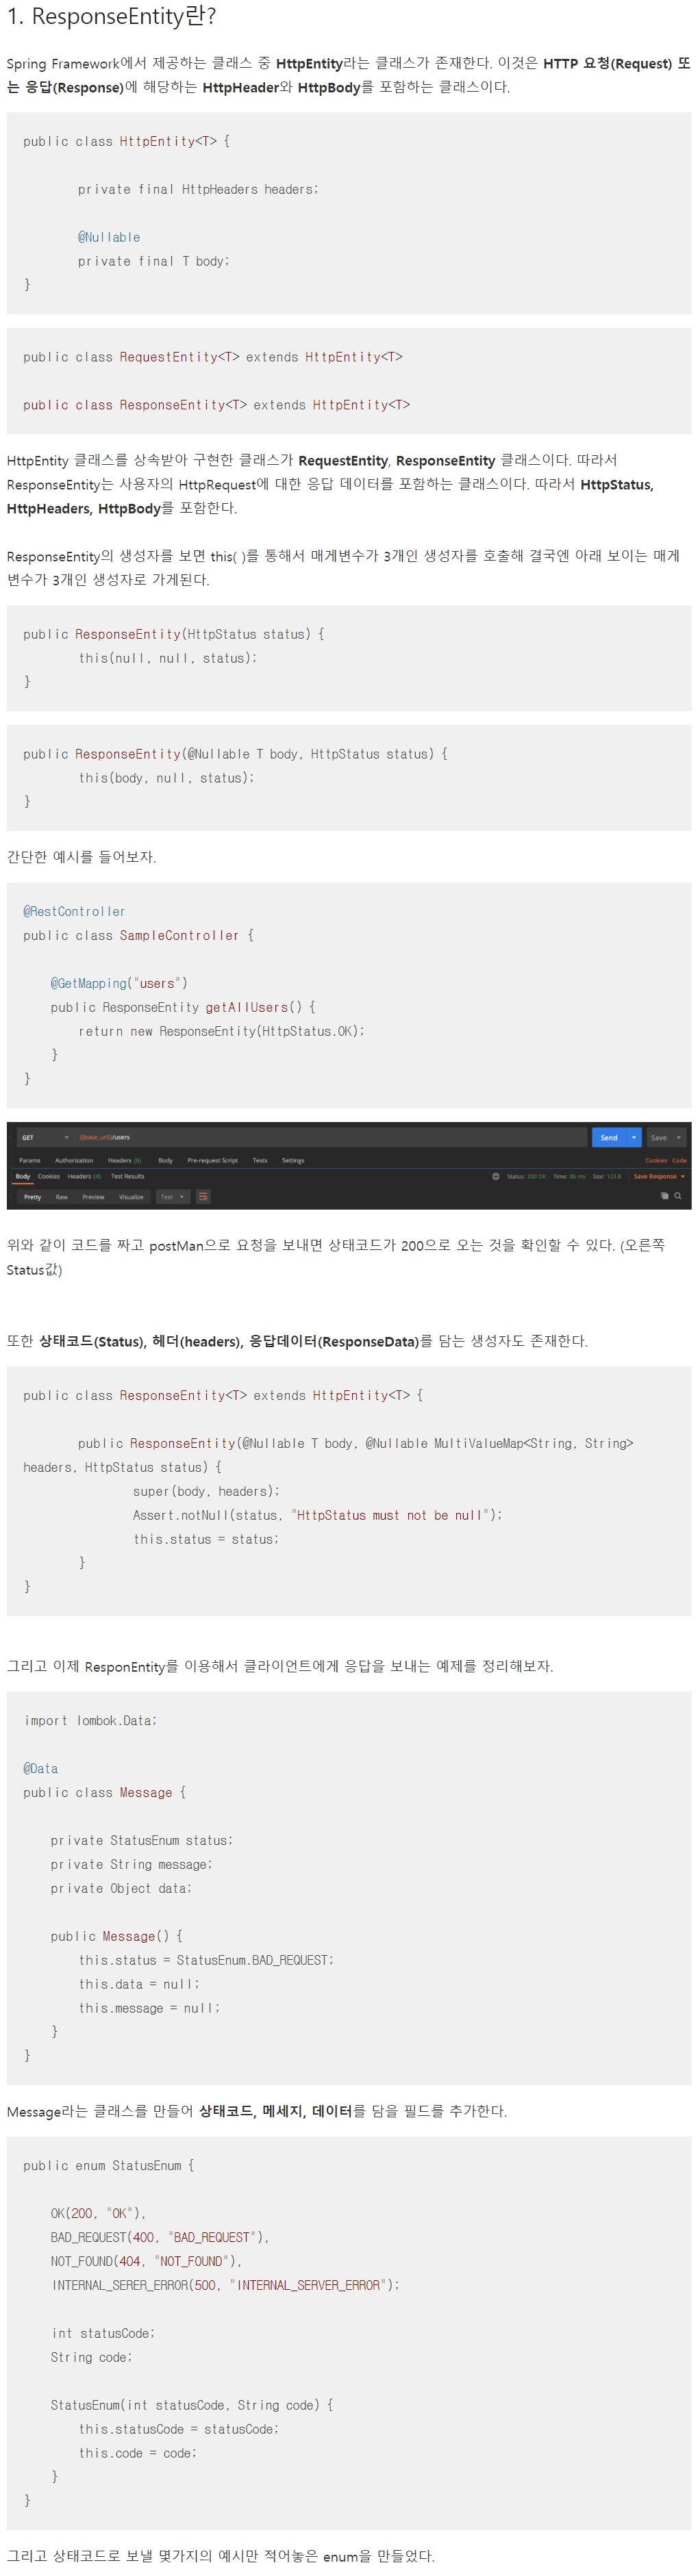 1. ResponseEntity란?
Spring Framework에서 제공하는 클래스 중 HttpEntity라는 클래스가 존재한다. 이것은 HTTP 요청(Request) 또
는 응답(Response)에 해당하는 HttpHeader와 HttpBody를 포함하는 클래스이다.
public class HttpEntity<T> {
private final HttpHeaders headers;
@Nullable
private final T body;
}
public class RequestEntity<T> extends HttpEntity<T>
public class ResponseEntity<T> extends HttpEntity<T>
HttpEntity 클래스를 상속받아 구현한 클래스가 RequestEntity, ResponseEntity 클래스이다. 따라서
ResponseEntity는 사용자의 HttpRequest에 대한 응답 데이터를 포함하는 클래스이다. 따라서 HttpStatus,
HttpHeaders, HttpBody를 포함한다.
ResponseEntity의 생성자를 보면 this( )를 통해서 매게변수가 3개인 생성자를 호출해 결국엔 아래 보이는 매게
변수가 3개인 생성자로 가게된다.
public ResponseEntity(HttpStatus status) {
this(null, null, status);
}
public ResponseEntity(@Nullable T body, HttpStatus status) {
this(body, null, status);
}
간단한 예시를 들어보자.
@RestController
public class SampleController {
@GetMapping("users")
public ResponseEntity getAllUsers() {
return new ResponseEntity(HttpStatus.OK);
}
}
GET {{base_url}}/users Send Save
Params Authorization Headers (6) Body Pre-request Script Tests Settings Cookies Code
Body Cookies Headers (4) Test Results Status: 200 OK Time: 86 ms Size: 123 B Save Response
Pretty Raw Preview Visualize Text
위와 같이 코드를 짜고 postMan으로 요청을 보내면 상태코드가 200으로 오는 것을 확인할 수 있다. (오른쪽
Status값)
또한 상태코드(Status), 헤더(headers), 응답데이터(ResponseData)를 담는 생성자도 존재한다.
public class ResponseEntity<T> extends HttpEntity<T> {
public ResponseEntity(@Nullable T body, @Nullable MultiValueMap<String, String>
headers, HttpStatus status) {
super(body, headers);
Assert.notNull(status, "HttpStatus must not be null");
this.status = status;
}
}
그리고 이제 ResponEntity를 이용해서 클라이언트에게 응답을 보내는 예제를 정리해보자.
import lombok.Data;
@Data
public class Message {
private StatusEnum status;
private String message;
private Object data;
public Message() {
this.status = StatusEnum.BAD_REQUEST;
this.data = null;
this.message = null;
}
}
Message라는 클래스를 만들어 상태코드, 메세지, 데이터를 담을 필드를 추가한다.
public enum StatusEnum {
OK(200, "OK"),
BAD_REQUEST(400, "BAD_REQUEST"),
NOT_FOUND(404, "NOT_FOUND"),
INTERNAL_SERER_ERROR(500, "INTERNAL_SERVER_ERROR");
int statusCode;
String code;
StatusEnum(int statusCode, String code) {
this.statusCode = statusCode;
this.code = code;
}
}
그리고 상태코드로 보낼 몇가지의 예시만 적어놓은 enum을 만들었다.